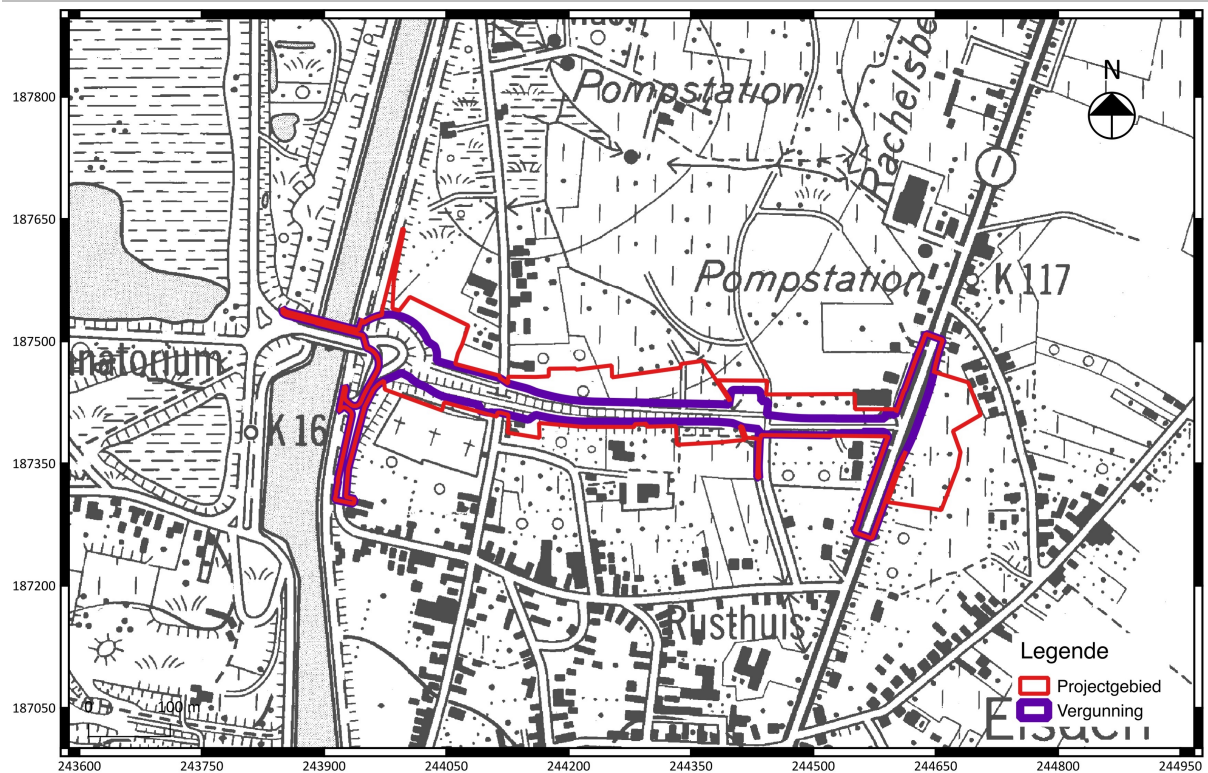 Pompstation
Rachelsbe
N
187800
187650
Pompstation
K 117
187500
natorium
K 16
187350
187200
Rusthuis
Legende
Projectgebied
Vergunning
187050
0 100 m
243600 243750 243900 244050 244200 244350 244500 244650 244800 244950